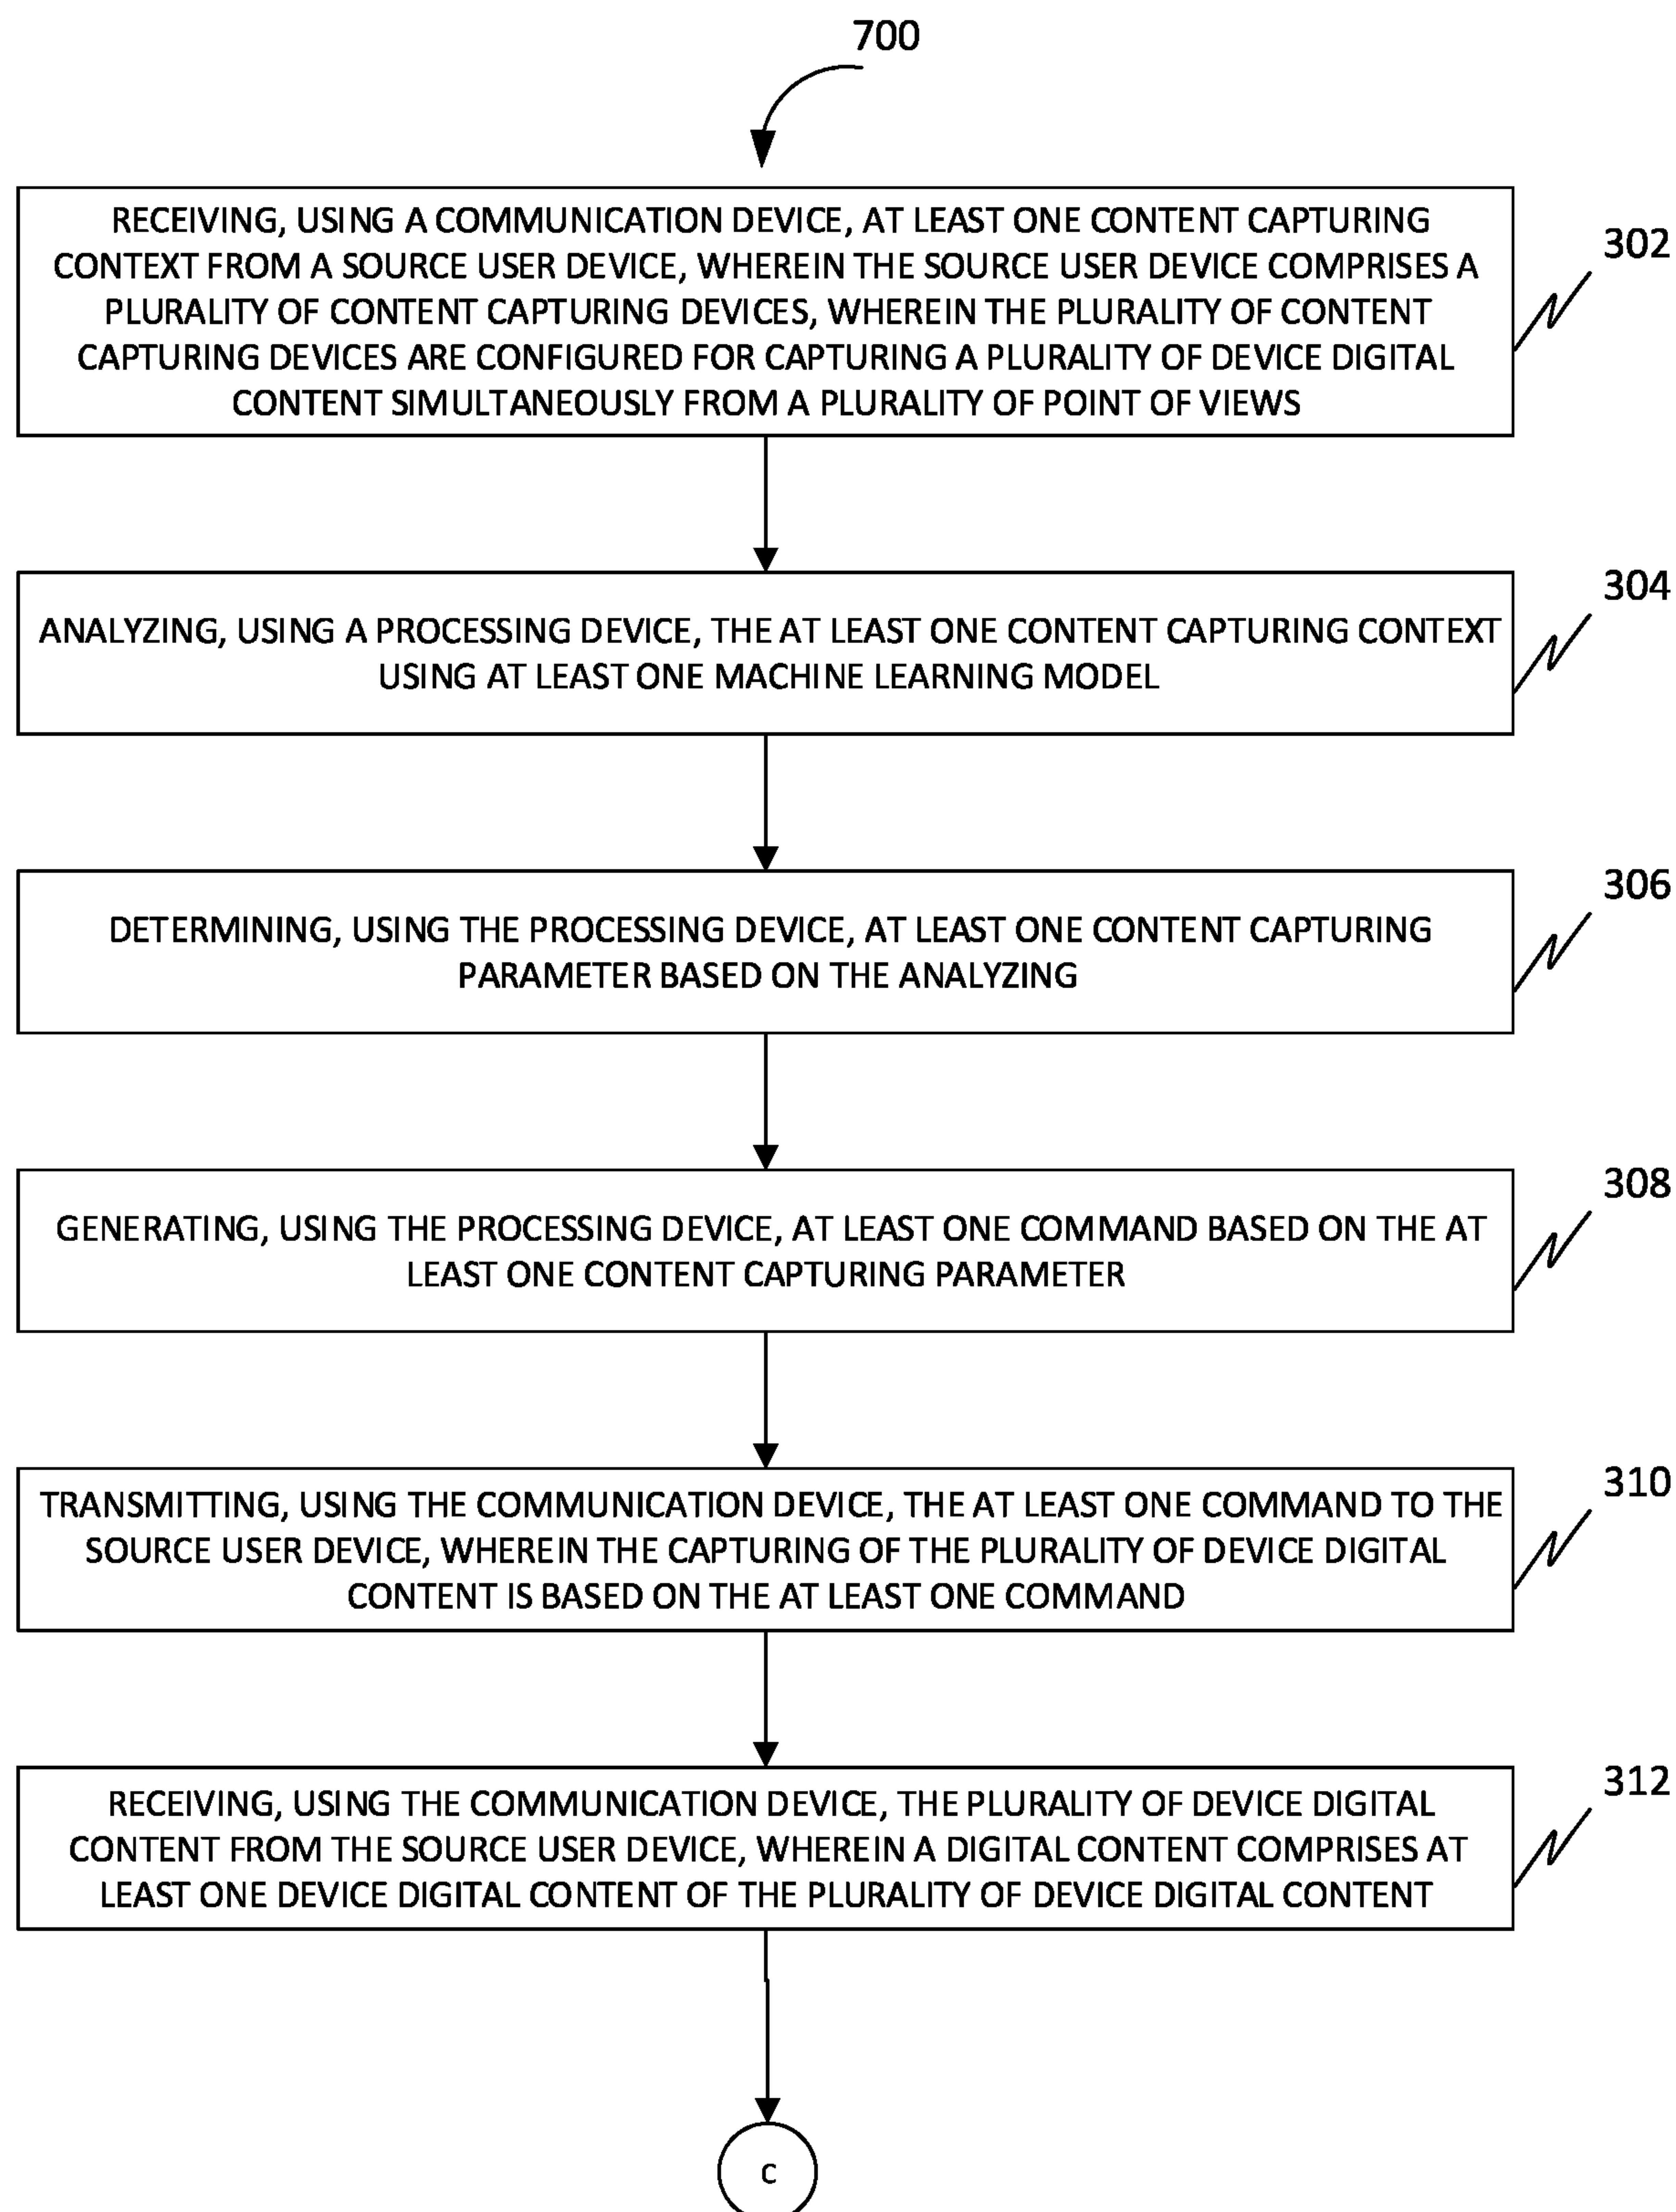 700
RECEIVING, USING A COMMUNICATION DEVICE, AT LEAST ONE CONTENT CAPTURING
CONTEXT FROM A SOURCE USER DEVICE, WHEREIN THE SOURCE USER DEVICE COMPRISES A
PLURALITY OF CONTENT CAPTURING DEVICES, WHEREIN THE PLURALITY OF CONTENT
CAPTURING DEVICES ARE CONFIGURED FOR CAPTURING A PLURALITY OF DEVICE DIGITAL
CONTENT SIMULTANEOUSLY FROM A PLURALITY OF POINT OF VIEWS
302
ANALYZING, USING A PROCESSING DEVICE, THE AT LEAST ONE CONTENT CAPTURING CONTEXT
USING AT LEAST ONE MACHINE LEARNING MODEL
304
DETERMINING, USING THE PROCESSING DEVICE, AT LEAST ONE CONTENT CAPTURING
PARAMETER BASED ON THE ANALYZING
306
GENERATING, USING THE PROCESSING DEVICE, AT LEAST ONE COMMAND BASED ON THE AT
LEAST ONE CONTENT CAPTURING PARAMETER
308
TRANSMITTING, USING THE COMMUNICATION DEVICE, THE AT LEAST ONE COMMAND TO THE
SOURCE USER DEVICE, WHEREIN THE CAPTURING OF THE PLURALITY OF DEVICE DIGITAL
CONTENT IS BASED ON THE AT LEAST ONE COMMAND
310
RECEIVING, USING THE COMMUNICATION DEVICE, THE PLURALITY OF DEVICE DIGITAL
CONTENT FROM THE SOURCE USER DEVICE, WHEREIN A DIGITAL CONTENT COMPRISES AT
LEAST ONE DEVICE DIGITAL CONTENT OF THE PLURALITY OF DEVICE DIGITAL CONTENT
312
C